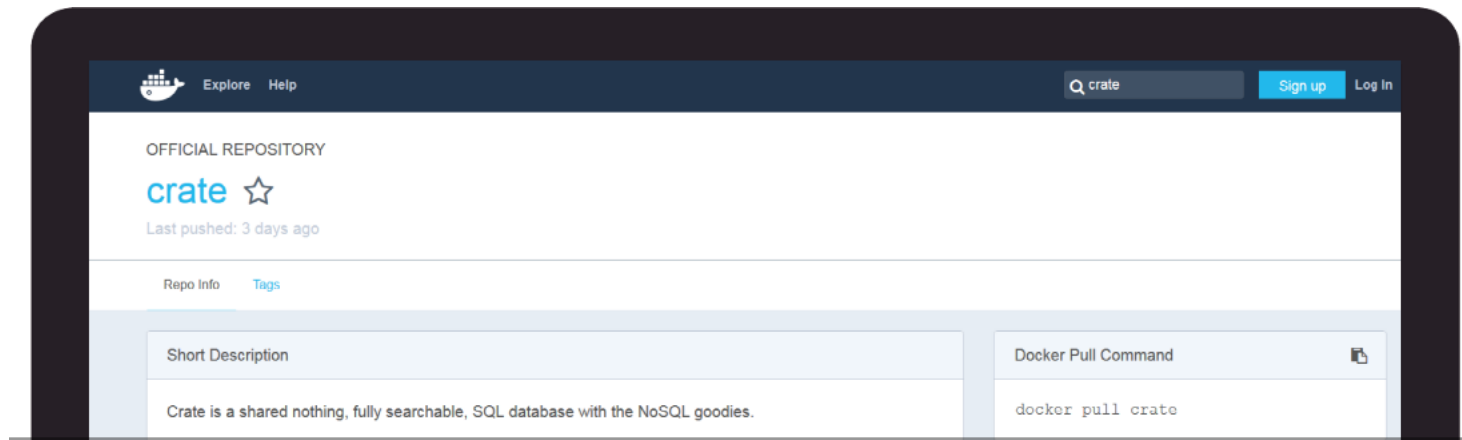 Explore Help crate Sign up Log In
OFFICIAL REPOSITORY
crate
Last pushed: 3 days ago
Repo Info Tags
Short Description
Docker Pull Command
Crate is a shared nothing, fully searchable, SQL database with the NoSQL goodies.
docker pull crate